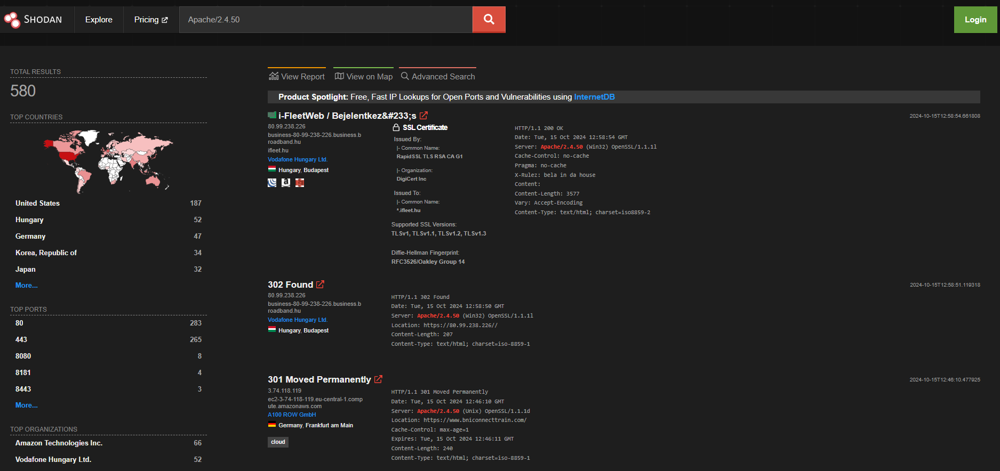 SHODAN
Explore
Pricing
Apache/2.4.50
Login
TOTAL RESULTS
580
TOP COUNTRIES
United States 187
Hungary 52
Germany 47
Korea, Republic of 34
Japan 32
More...
TOP PORTS
80 283
443 265
8080 8
8181 4
8443 3
More...
TOP ORGANIZATIONS
Amazon Technologies Inc. 66
Vodafone Hungary Ltd. 52
View Report
View on Map
Advanced Search
Product Spotlight: Free, Fast IP Lookups for Open Ports and Vulnerabilities using InternetDB
i-FleetWeb / Bejelentkez&#233;s
2024-10-15T12:58:54.661808
80.99.238.226
business-80-99-238-226.business.b
roadband.hu
ifleet.hu
Vodafone Hungary Ltd.
Hungary, Budapest
a
SSL Certificate
Issued By:
|- Common Name:
RapidSSL TLS RSA CA G1
|- Organization:
DigiCert Inc
Issued To:
|- Common Name:
*.ifleet.hu
Supported SSL Versions:
TLSv1, TLSv1.1, TLSv1.2, TLSv1.3
Diffie-Hellman Fingerprint:
RFC3526/Oakley Group 14
HTTP/1.1 200 OK
Date: Tue, 15 Oct 2024 12:58:54 GMT
Server: Apache/2.4.50 (Win32) OpenSSL/1.1.1l
Cache-Control: no-cache
Pragma: no-cache
X-Rulez: bela in da house
Content:
Content-Length: 3577
Vary: Accept-Encoding
Content-Type: text/html; charset=iso8859-2
302 Found
2024-10-15T12:58:51.119318
80.99.238.226
business-80-99-238-226.business.b
roadband.hu
Vodafone Hungary Ltd.
Hungary, Budapest
HTTP/1.1 302 Found
Date: Tue, 15 Oct 2024 12:58:50 GMT
Server: Apache/2.4.50 (Win32) OpenSSL/1.1.1l
Location: https://80.99.238.226//
Content-Length: 207
Content-Type: text/html; charset=iso-8859-1
301 Moved Permanently
2024-10-15T12:46:10.477925
3.74.118.119
ec2-3-74-118-119.eu-central-1.comp
ute.amazonaws.com
A100 ROW GmbH
Germany, Frankfurt am Main
cloud
HTTP/1.1 301 Moved Permanently
Date: Tue, 15 Oct 2024 12:46:10 GMT
Server: Apache/2.4.50 (Unix) OpenSSL/1.1.1d
Location: https://www.bniconnecttrain.com/
Cache-Control: max-age=1
Expires: Tue, 15 Oct 2024 12:46:11 GMT
Content-Length: 240
Content-Type: text/html; charset=iso-8859-1